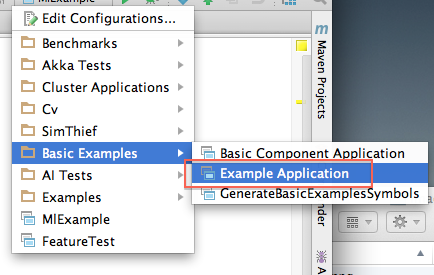 MlExample
Edit Configurations...
Benchmarks
Akka Tests
Cluster Applications
Cv
SimThief
Basic Examples
AI Tests
Examples
MlExample
FeatureTest
Basic Component Application
Example Application
GenerateBasicExamplesSymbols
Maven Projects